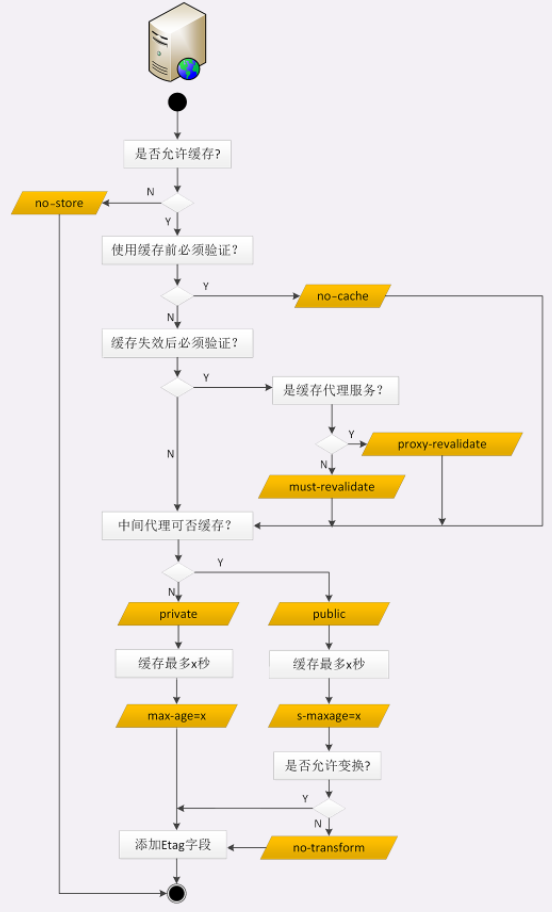 是否允许缓存?
N
no-store
Y
使用缓存前必须验证?
Y
no-cache
N
缓存失效后必须验证?
Y
是缓存代理服务?
Y
proxy-revalidate
N
N
must-revalidate
中间代理可否缓存?
Y
N
private
public
缓存最多x秒
缓存最多x秒
max-age=x
s-maxage=x
是否允许变换?
Y
N
添加Etag字段
no-transform